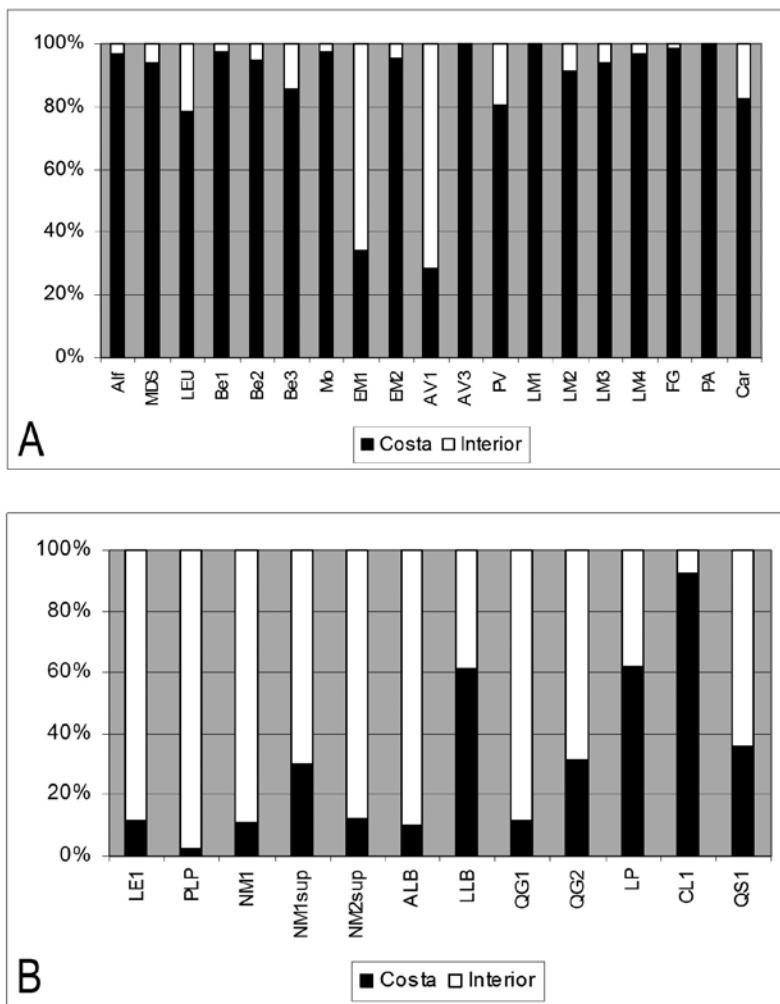 100%
80%
60%
40%
20%
0%
Alf MDS LEU Be1 Be2 Be3 Mo EM1 EM2 AV1 AV3 PV LM1 LM2 LM3 LM4 FG PA Car
A
Costa Interior
100%
80%
60%
40%
20%
0%
LE1 PLP NM1 NM1sup NM2sup ALB LLB QG1 QG2 LP CL1 QS1
B
Costa Interior